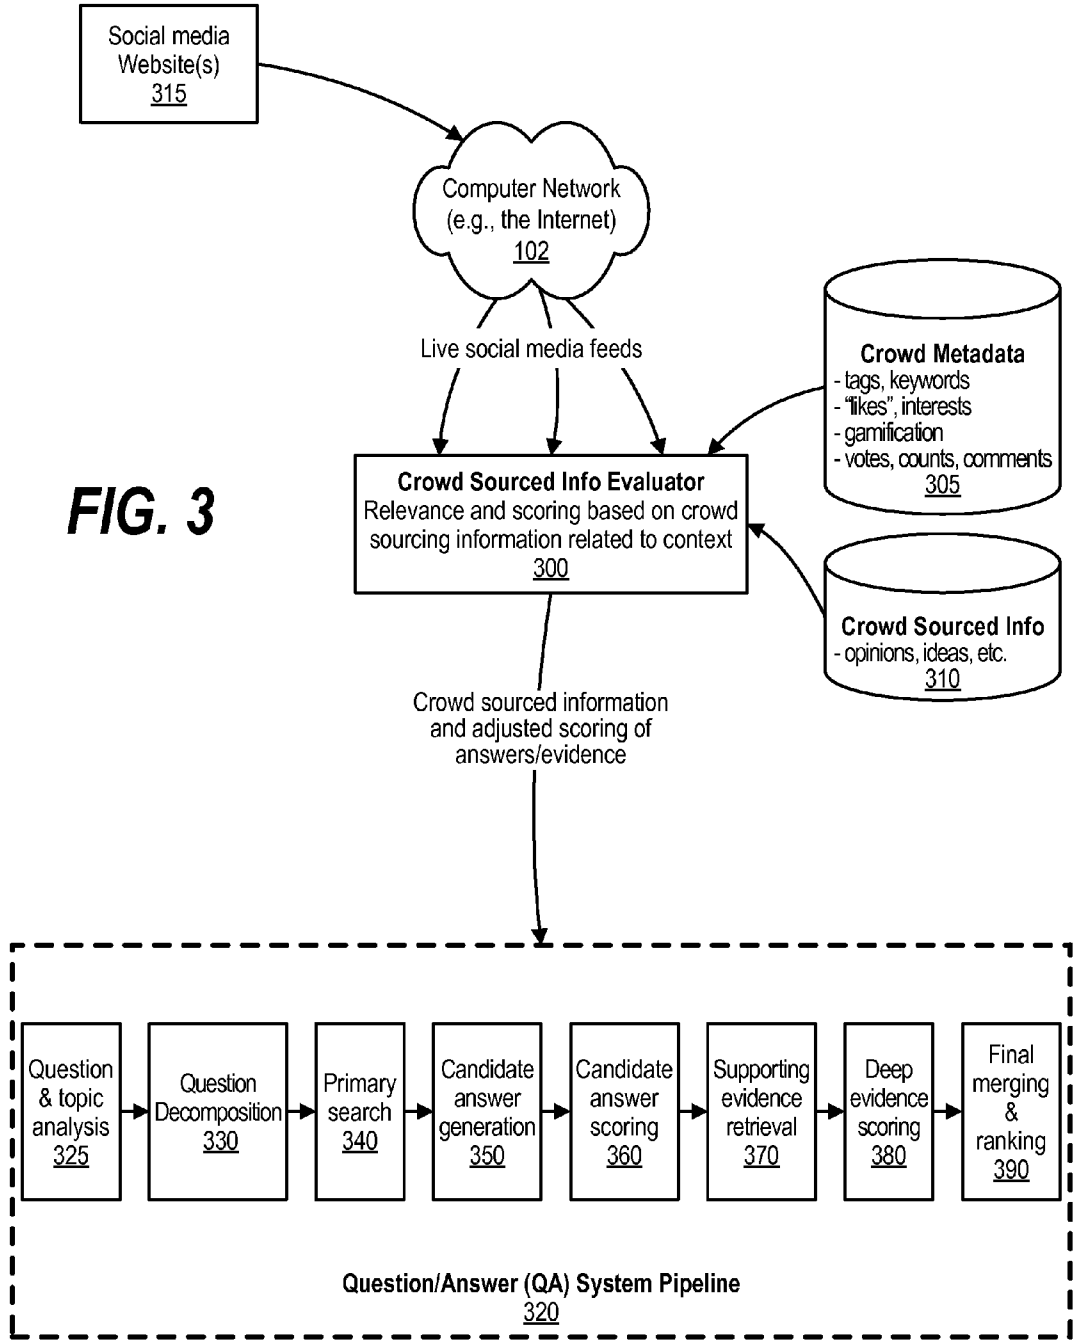 Social media
Website(s)
315
Computer Network
(e.g., the Internet)
102
Live social media feeds
Crowd Metadata
- tags, keywords
- “likes”, interests
- gamification
- votes, counts, comments
305
Crowd Sourced Info Evaluator
Relevance and scoring based on crowd
sourcing information related to context
300
FIG. 3
Crowd Sourced Info
- opinions, ideas, etc.
310
Crowd sourced information
and adjusted scoring of
answers/evidence
Question
& topic
analysis
325
Question
Decomposition
330
Primary
search
340
Candidate
answer
generation
350
Candidate
answer
scoring
360
Supporting
evidence
retrieval
370
Deep
evidence
scoring
380
Final
merging
&
ranking
390
Question/Answer (QA) System Pipeline
320